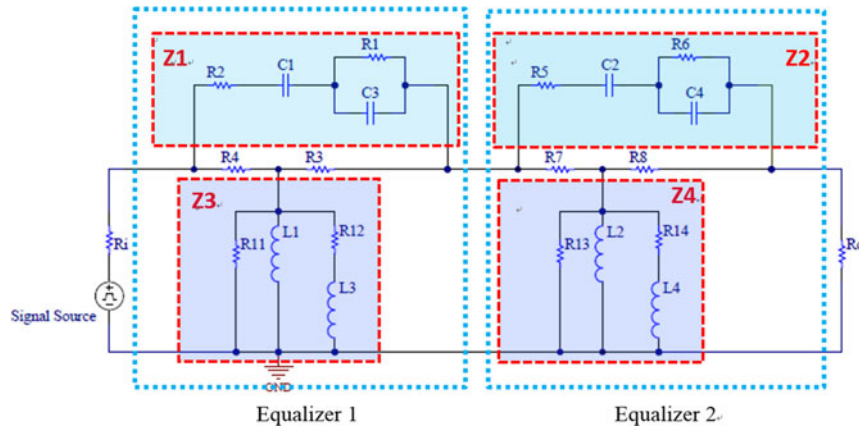 Z1
R2
C1
R1
C3
R5
C2
R6
C4
Z2
R4
R3
R7
R8
Z3
R11
L1
R12
L3
Z4
R13
L2
R14
L4
Ri
Signal Source
GND
Equalizer 1
Equalizer 2